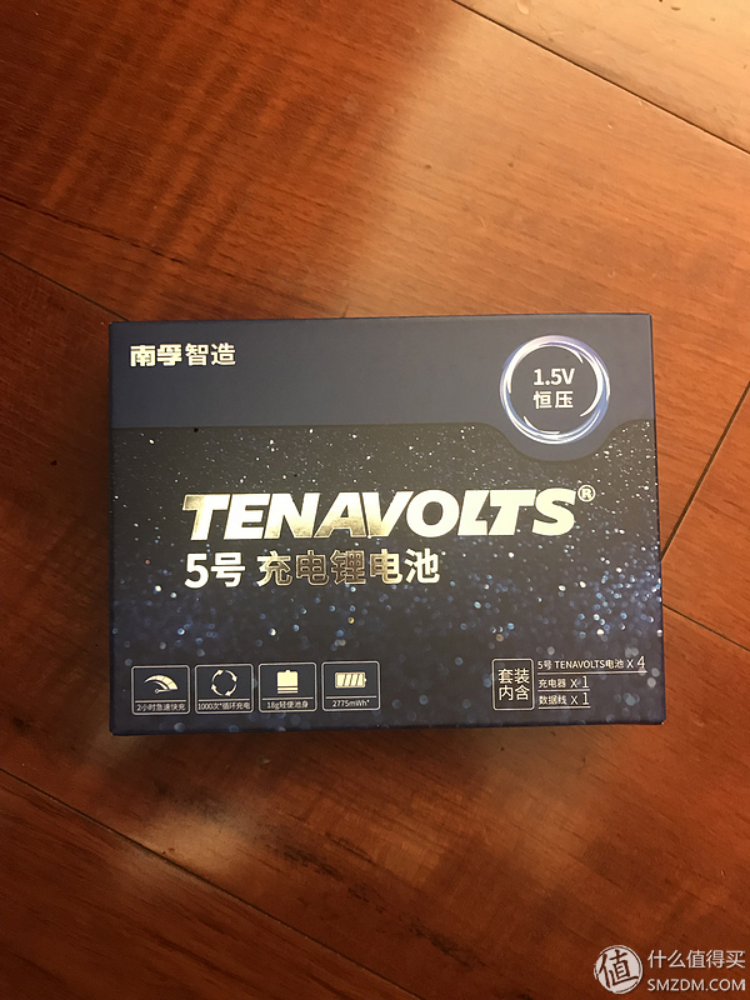 南孚智造
1.5V
恒压
TENAVOLTS®
5号 充电锂电池
2小时急速快充
1000次*循环充电
18g轻便池身
2775mWh*
套装
内含
5号 TENAVOLTS电池 X 4
充电器 X 1
数据线 X 1
值 什么值得买
SMZDM.COM